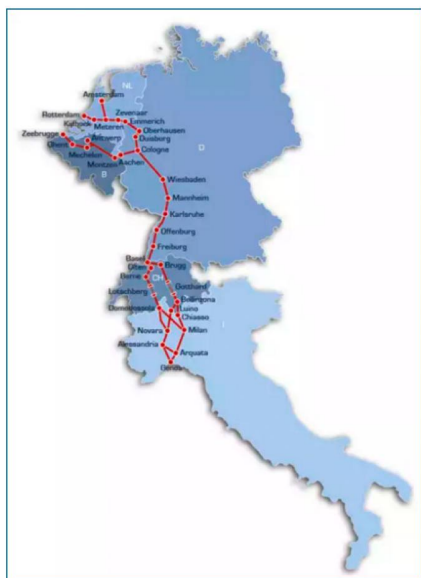 NL
Amsterdam
Rotterdam
Zevenaar
Kijfhoek
Emmerich
Meteren
Oberhausen
Zeebrugge
Antwerp
Duisburg
Ghent
Cologne
D
Mechelen
Aachen
Montzen
B
Wiesbaden
Mannheim
Karlsruhe
Offenburg
Freiburg
Basel
Brugg
Olten
Berne
CH
Gotthard
Lötschberg
Bellinzona
Domodossola
Luino
Chiasso
I
Novara
Milan
Alessandria
Arquata
Genoa